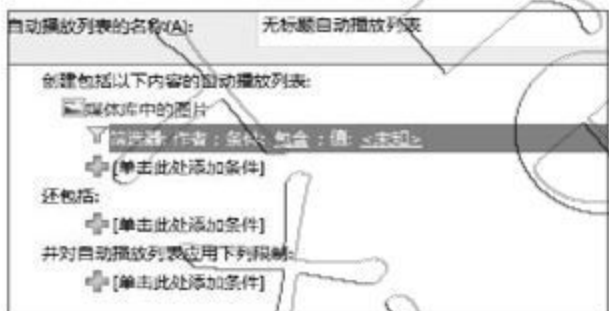 自动播放列表的名称(A): 无标题自动播放列表
创建包括以下内容的自动播放列表:
媒体库中的图片
筛选器: 作者 ; 条件: 包含 ; 值: <未知>
[单击此处添加条件]
还包括:
[单击此处添加条件]
并对自动播放列表应用下列限制:
[单击此处添加条件]